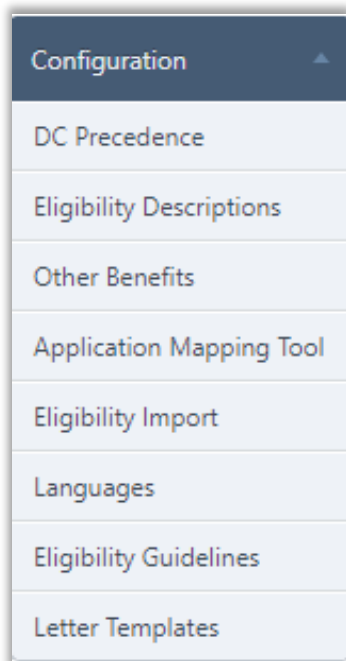 Configuration
DC Precedence
Eligibility Descriptions
Other Benefits
Application Mapping Tool
Eligibility Import
Languages
Eligibility Guidelines
Letter Templates